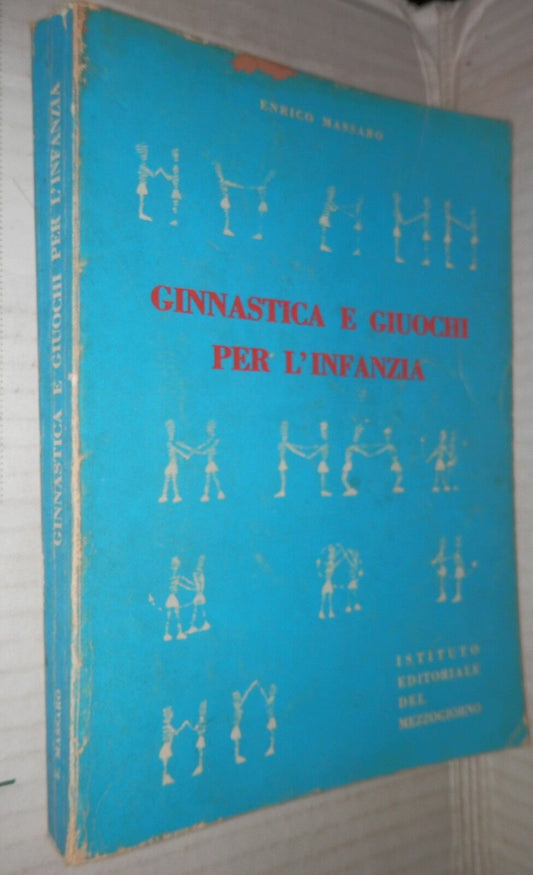 ENRICO MASSARO
GINNASTICA E GIUOCHI
PER L'INFANZIA
ISTITUTO
EDITORIALE
DEL
MEZZOGIORNO
GINNASTICA E GIUOCHI PER L'INFANZIA
E. MASSARO